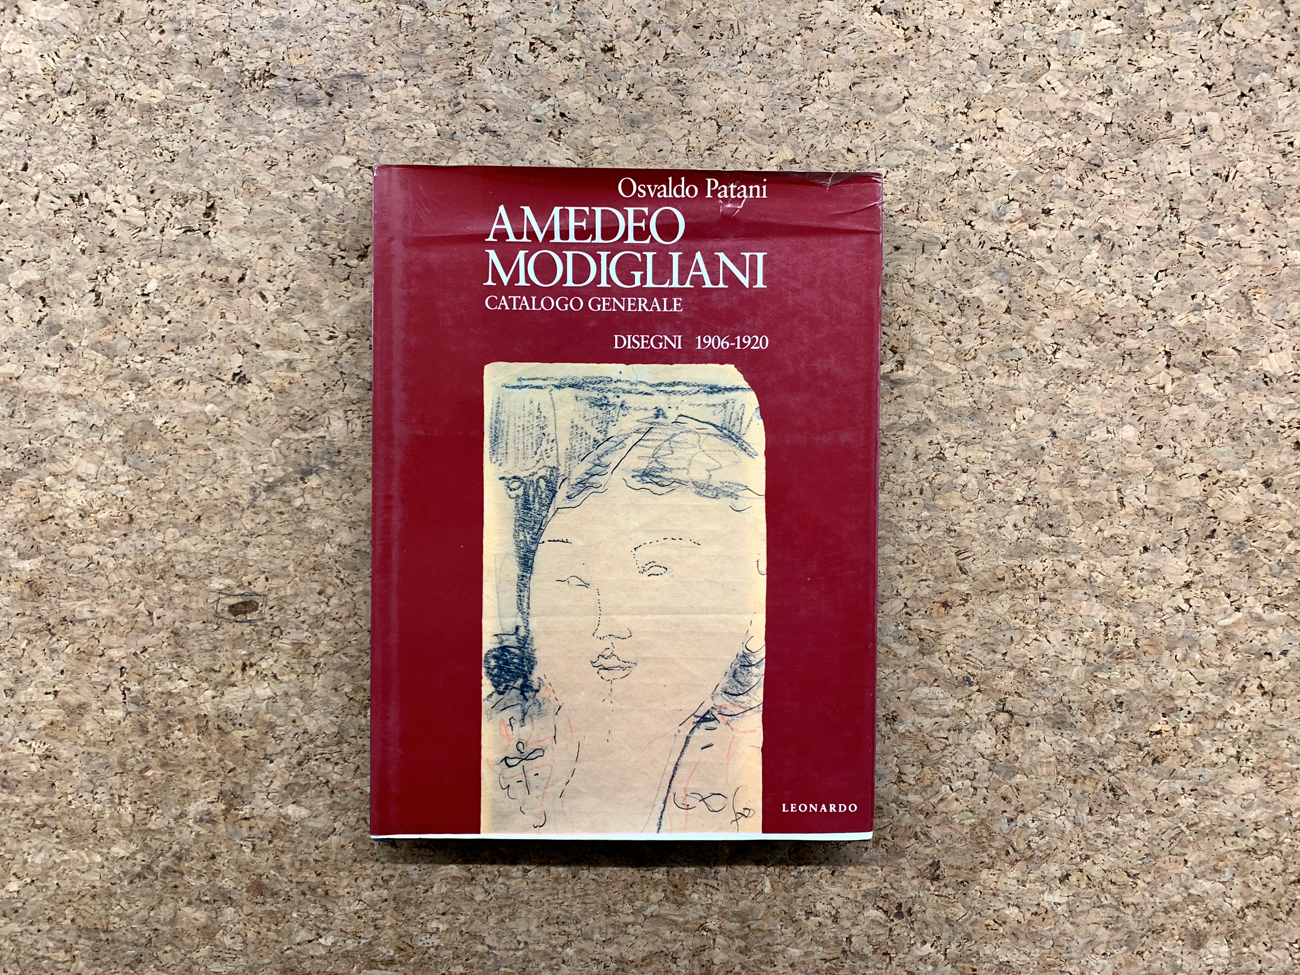 Osvaldo Patani
AMEDEO
MODIGLIANI
CATALOGO GENERALE
DISEGNI 1906-1920
LEONARDO